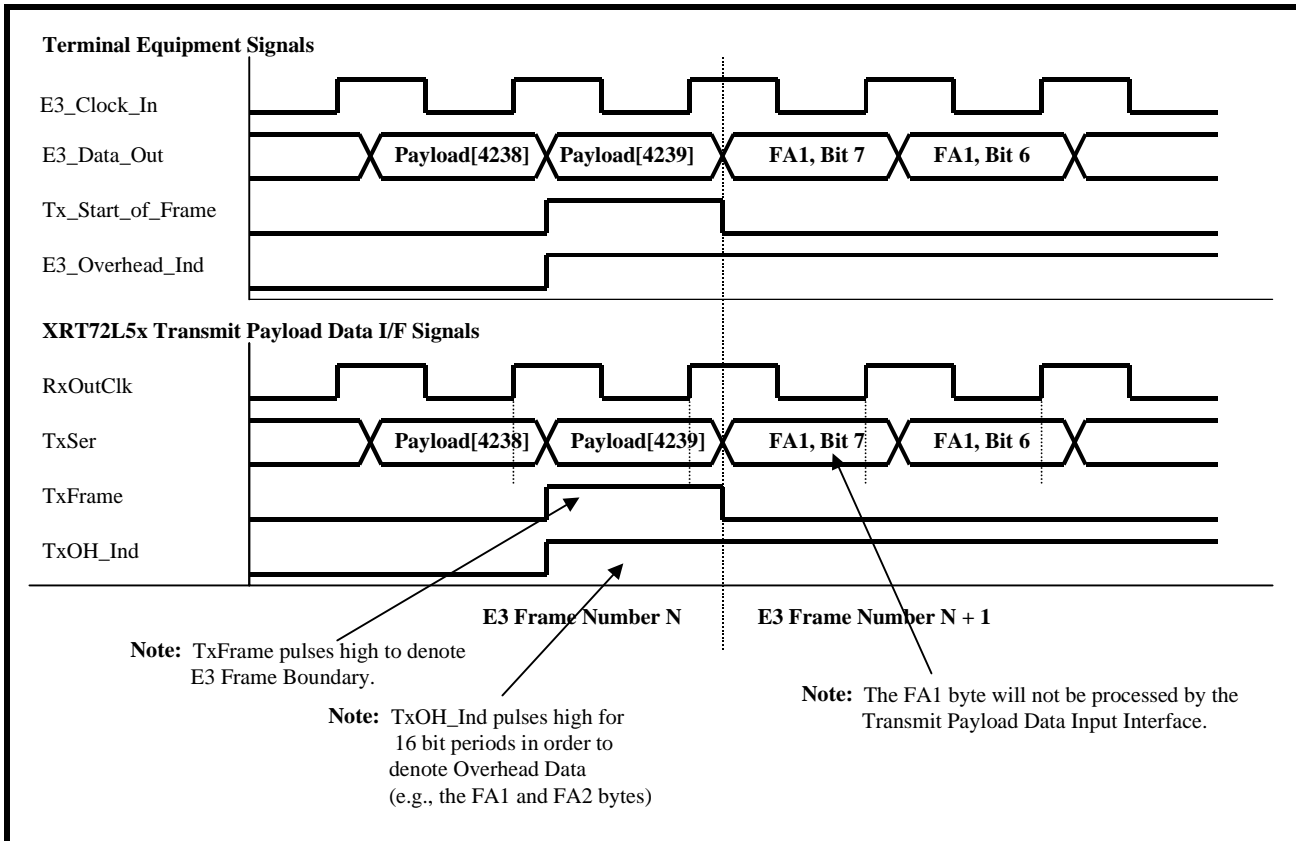 Terminal Equipment Signals
E3_Clock_In
E3_Data_Out
Payload[4238]
Payload[4239]
FA1, Bit 7
FA1, Bit 6
Tx_Start_of_Frame
E3_Overhead_Ind
XRT72L5x Transmit Payload Data I/F Signals
RxOutClk
TxSer
Payload[4238]
Payload[4239]
FA1, Bit 7
FA1, Bit 6
TxFrame
TxOH_Ind
E3 Frame Number N
E3 Frame Number N + 1
Note: TxFrame pulses high to denote
E3 Frame Boundary.
Note: TxOH_Ind pulses high for
16 bit periods in order to
denote Overhead Data
(e.g., the FA1 and FA2 bytes)
Note: The FA1 byte will not be processed by the
Transmit Payload Data Input Interface.